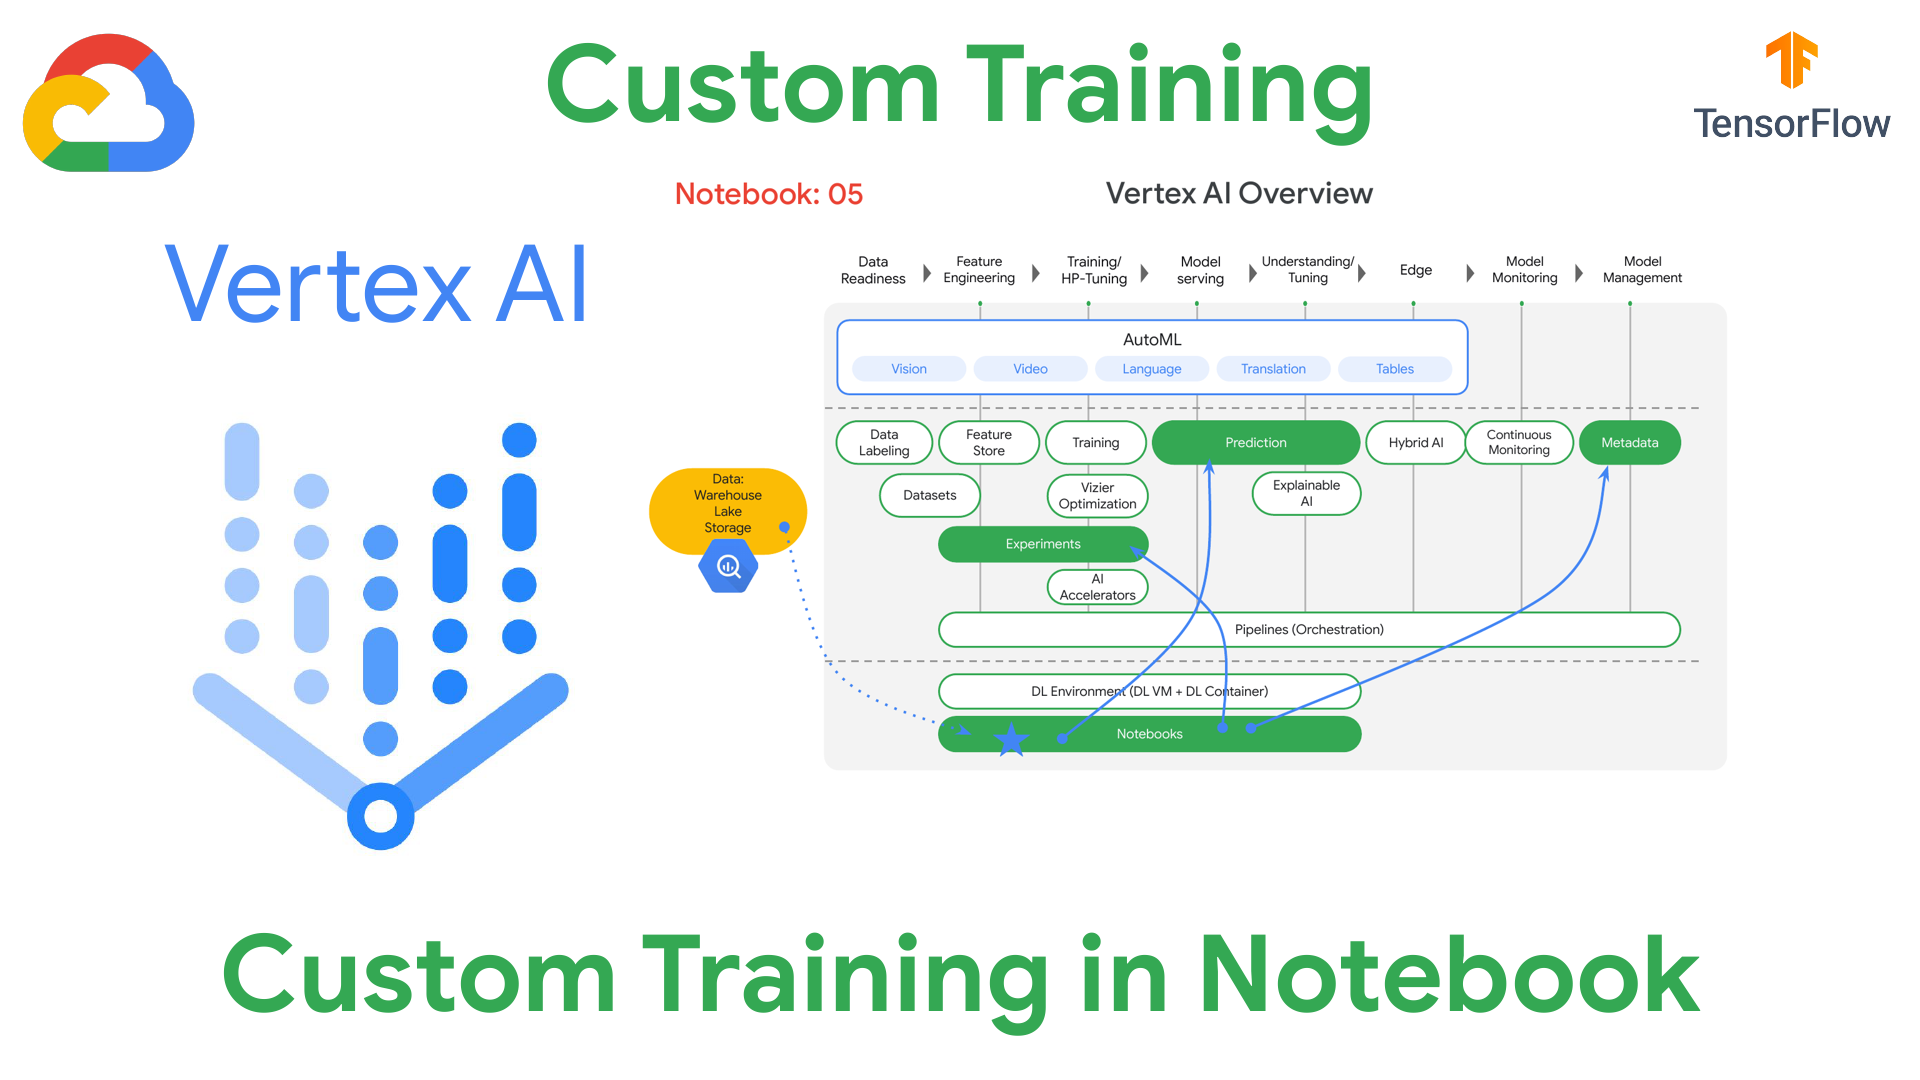 Custom Training
TensorFlow
Notebook: 05
Vertex AI Overview
Vertex AI
Data
Readiness
Feature
Engineering
Training/
HP-Tuning
Model
serving
Understanding/
Tuning
Edge
Model
Monitoring
Model
Management
AutoML
Vision
Video
Language
Translation
Tables
Data
Labeling
Feature
Store
Training
Prediction
Hybrid AI
Continuous
Monitoring
Metadata
Data:
Warehouse
Lake
Storage
Datasets
Vizier
Optimization
Explainable
AI
Experiments
AI
Accelerators
Pipelines (Orchestration)
DL Environment (DL VM + DL Container)
Notebooks
Custom Training in Notebook